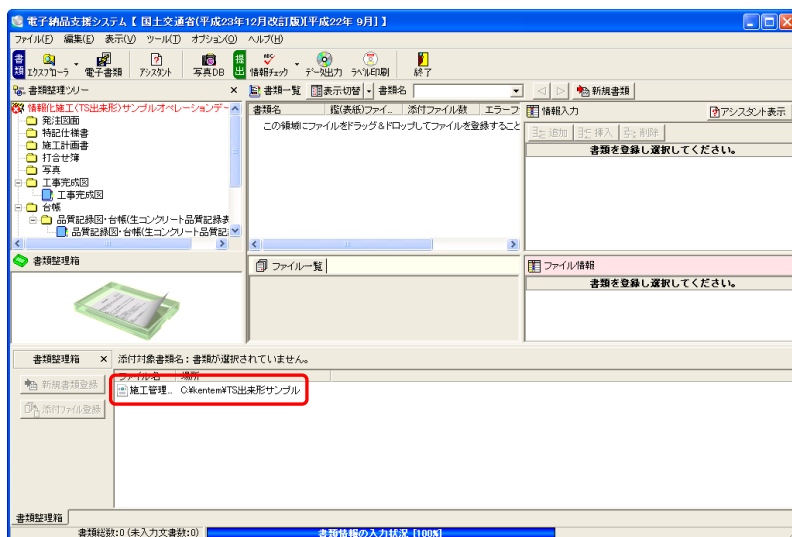 電子納品支援システム【 国土交通省(平成23年12月改訂版)[平成22年 9月] 】
ファイル(F) 編集(E) 表示(V) ツール(T) オプション(O) ヘルプ(H)
書類 エクスプローラ 電子書類 アシスタント 写真DB 提出 情報チェック データ出力 ラベル印刷 終了
書類整理ツリー × 書類一覧 表示切替 書類名 新規書類
情報化施工(TS出来形)サンプルオペレーションデー
発注図面
特記仕様書
施工計画書
打合せ簿
写真
工事完成図
工事完成図
台帳
品質記録図・台帳(生コンクリート品質記録表
品質記録図・台帳(生コンクリート品質記
書類名 鑑(表紙)ファイ.. 添付ファイル数 エラーフ
この領域にファイルをドラッグ&ドロップしてファイルを登録すること
情報入力 アシスタント表示
追加 挿入 削除
書類を登録し選択してください。
書類整理箱
ファイル一覧
ファイル情報
書類を登録し選択してください。
書類整理箱 × 添付対象書類名:書類が選択されていません。
新規書類登録
添付ファイル登録
ファイル名 場所
施工管理.. C:¥kentem¥TS出来形サンプル
書類整理箱
書類総数:0 (未入力文書数:0) 書類情報の入力状況 [100%]